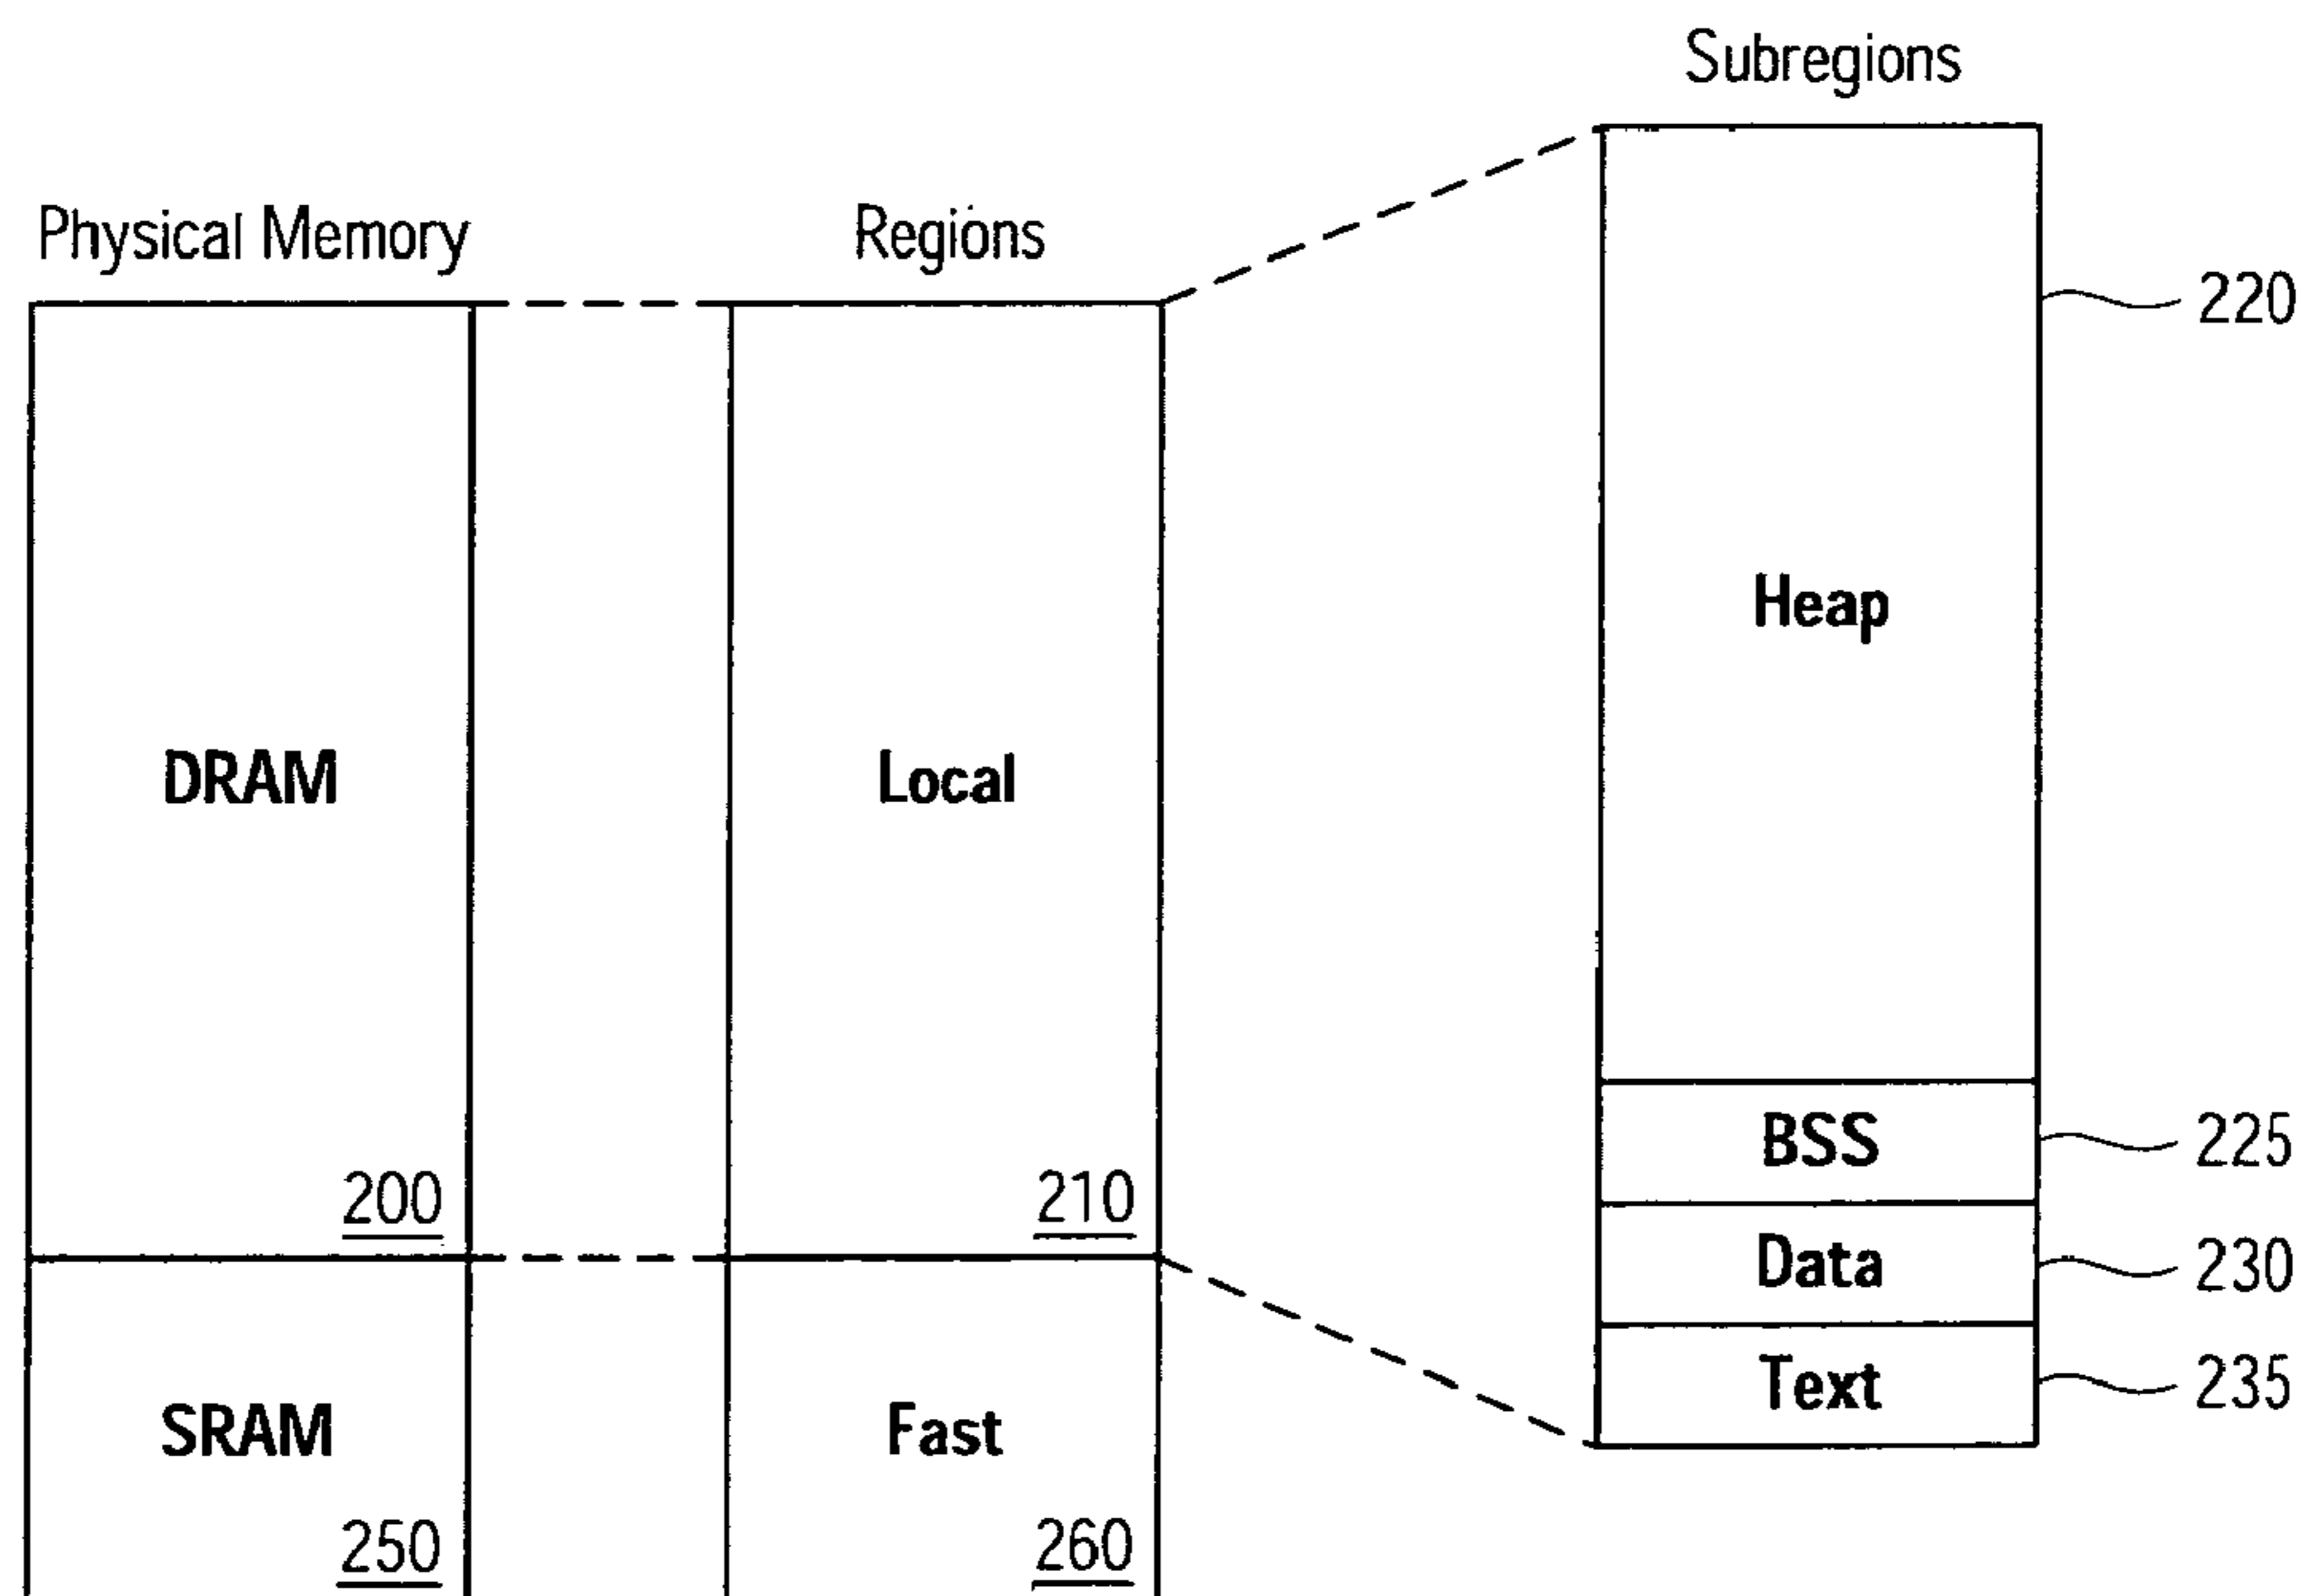 Subregions
Physical Memory
Regions
220
Heap
DRAM
Local
BSS
225
200
210
Data
230
Text
235
SRAM
Fast
250
260